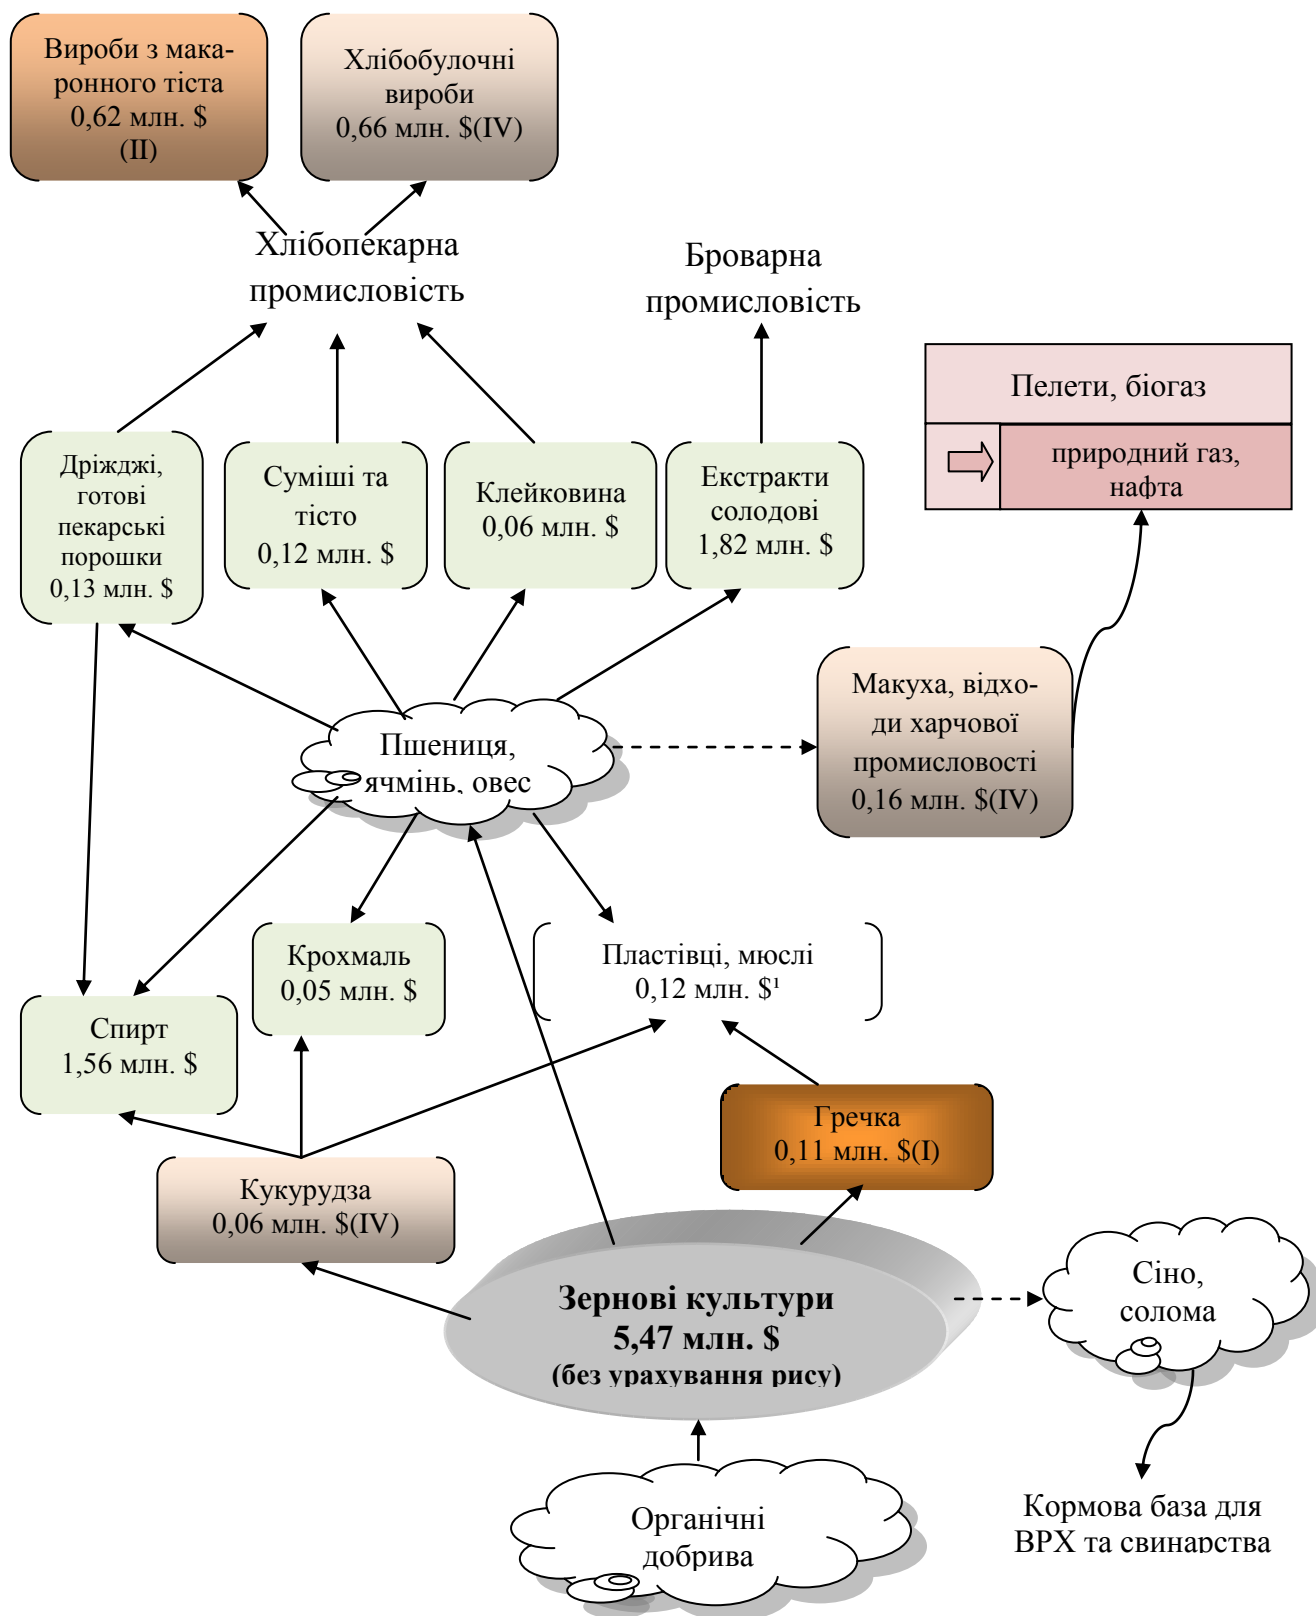 Вироби з мака-
ронного тіста
0,62 млн. $
(II)
Хлібобулочні
вироби
0,66 млн. $(IV)
Хлібопекарна
промисловість
Броварна
промисловість
Пелети, біогаз
природний газ,
нафта
Дріжджі,
готові
пекарські
порошки
0,13 млн. $
Суміші та
тісто
0,12 млн. $
Клейковина
0,06 млн. $
Екстракти
солодові
1,82 млн. $
Макуха, відхо-
ди харчової
промисловості
0,16 млн. $(IV)
Пшениця,
ячмінь, овес
Крохмаль
0,05 млн. $
Пластівці, мюслі
0,12 млн. $¹
Спирт
1,56 млн. $
Гречка
0,11 млн. $(I)
Кукурудза
0,06 млн. $(IV)
Зернові культури
5,47 млн. $
(без урахування рису)
Сіно,
солома
Органічні
добрива
Кормова база для
ВРХ та свинарства